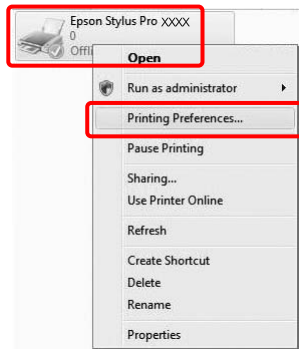 Epson Stylus Pro XXXX
0
Offli
Open
Run as administrator
Printing Preferences...
Pause Printing
Sharing...
Use Printer Online
Refresh
Create Shortcut
Delete
Rename
Properties